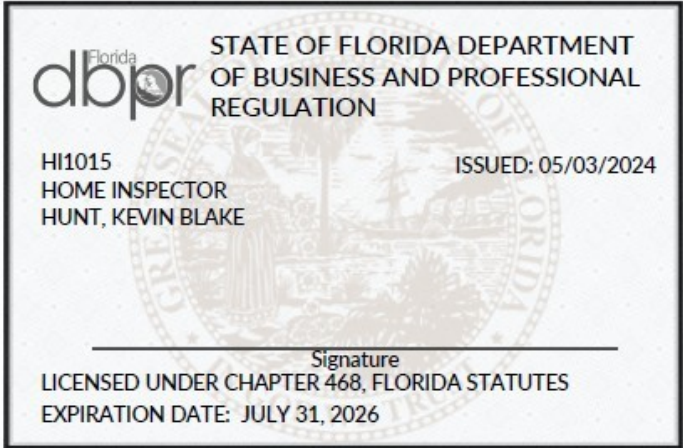 Florida
dbpr
STATE OF FLORIDA DEPARTMENT
OF BUSINESS AND PROFESSIONAL
REGULATION
HI1015
ISSUED: 05/03/2024
HOME INSPECTOR
HUNT, KEVIN BLAKE
Signature
LICENSED UNDER CHAPTER 468, FLORIDA STATUTES
EXPIRATION DATE: JULY 31, 2026